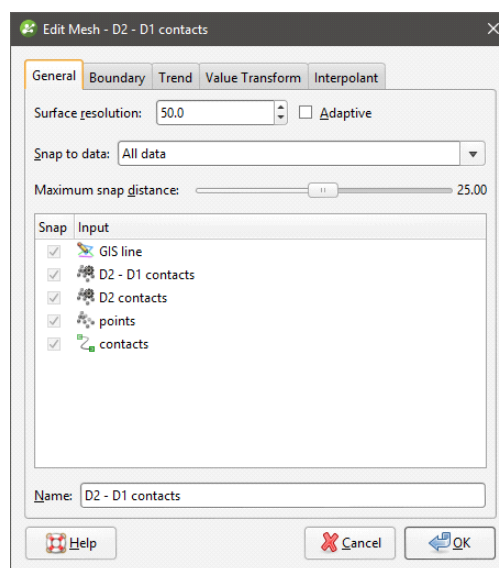 Edit Mesh - D2 - D1 contacts
General Boundary Trend Value Transform Interpolant
Surface resolution: 50.0 Adaptive
Snap to data: All data
Maximum snap distance: 25.00
Snap Input
GIS line
D2 - D1 contacts
D2 contacts
points
contacts
Name: D2 - D1 contacts
Help Cancel OK